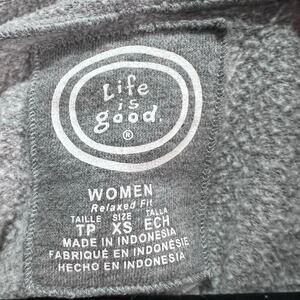 Life
is
good.
®
WOMEN
Relaxed Fit
TAILLE SIZE TALLA
TP XS ECH
MADE IN INDONESIA
FABRIQUÉ EN INDONÉSIE
HECHO EN INDONESIA